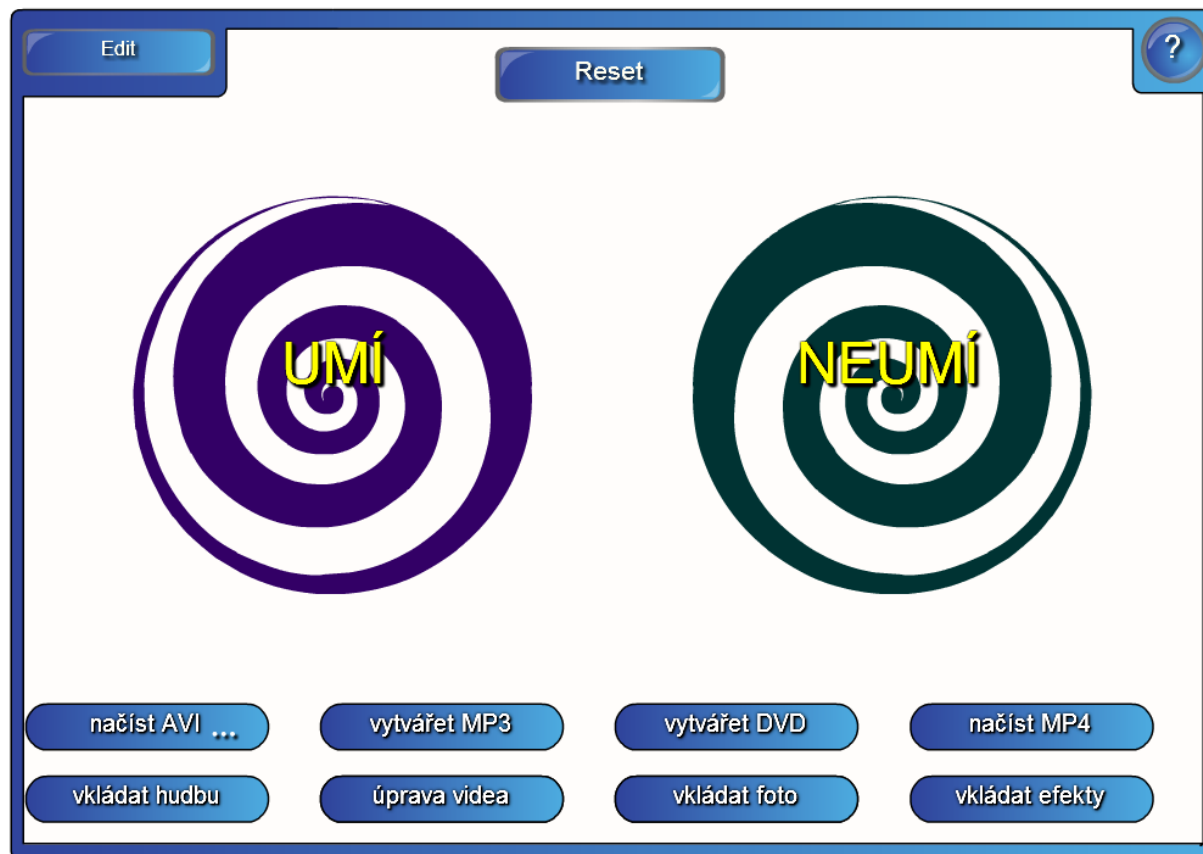 Edit
Reset
?
UMÍ
NEUMÍ
načíst AVI ...
vytvářet MP3
vytvářet DVD
načíst MP4
vkládat hudbu
úprava videa
vkládat foto
vkládat efekty